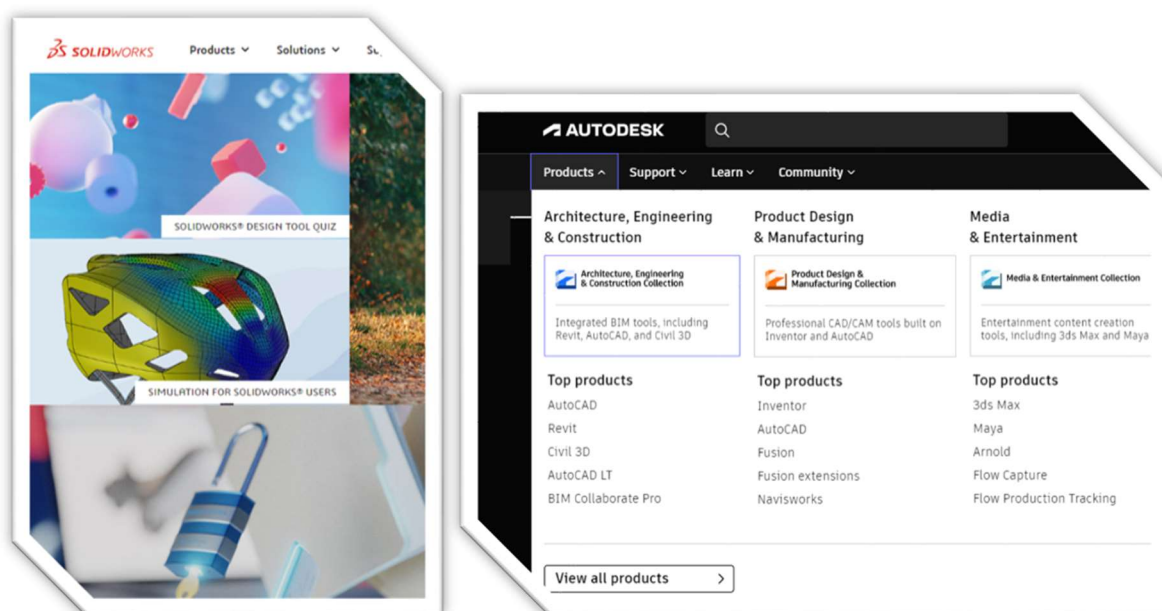 SOLIDWORKS
Products
Solutions
SOLIDWORKS® DESIGN TOOL QUIZ
SIMULATION FOR SOLIDWORKS® USERS
AUTODESK
Products
Support
Learn
Community
Architecture, Engineering
& Construction
Architecture, Engineering
& Construction Collection
Integrated BIM tools, including
Revit, AutoCAD, and Civil 3D
Top products
AutoCAD
Revit
Civil 3D
AutoCAD LT
BIM Collaborate Pro
Product Design
& Manufacturing
Product Design &
Manufacturing Collection
Professional CAD/CAM tools built on
Inventor and AutoCAD
Top products
Inventor
AutoCAD
Fusion
Fusion extensions
Navisworks
Media
& Entertainment
Media & Entertainment Collection
Entertainment content creation
tools, including 3ds Max and Maya
Top products
3ds Max
Maya
Arnold
Flow Capture
Flow Production Tracking
View all products